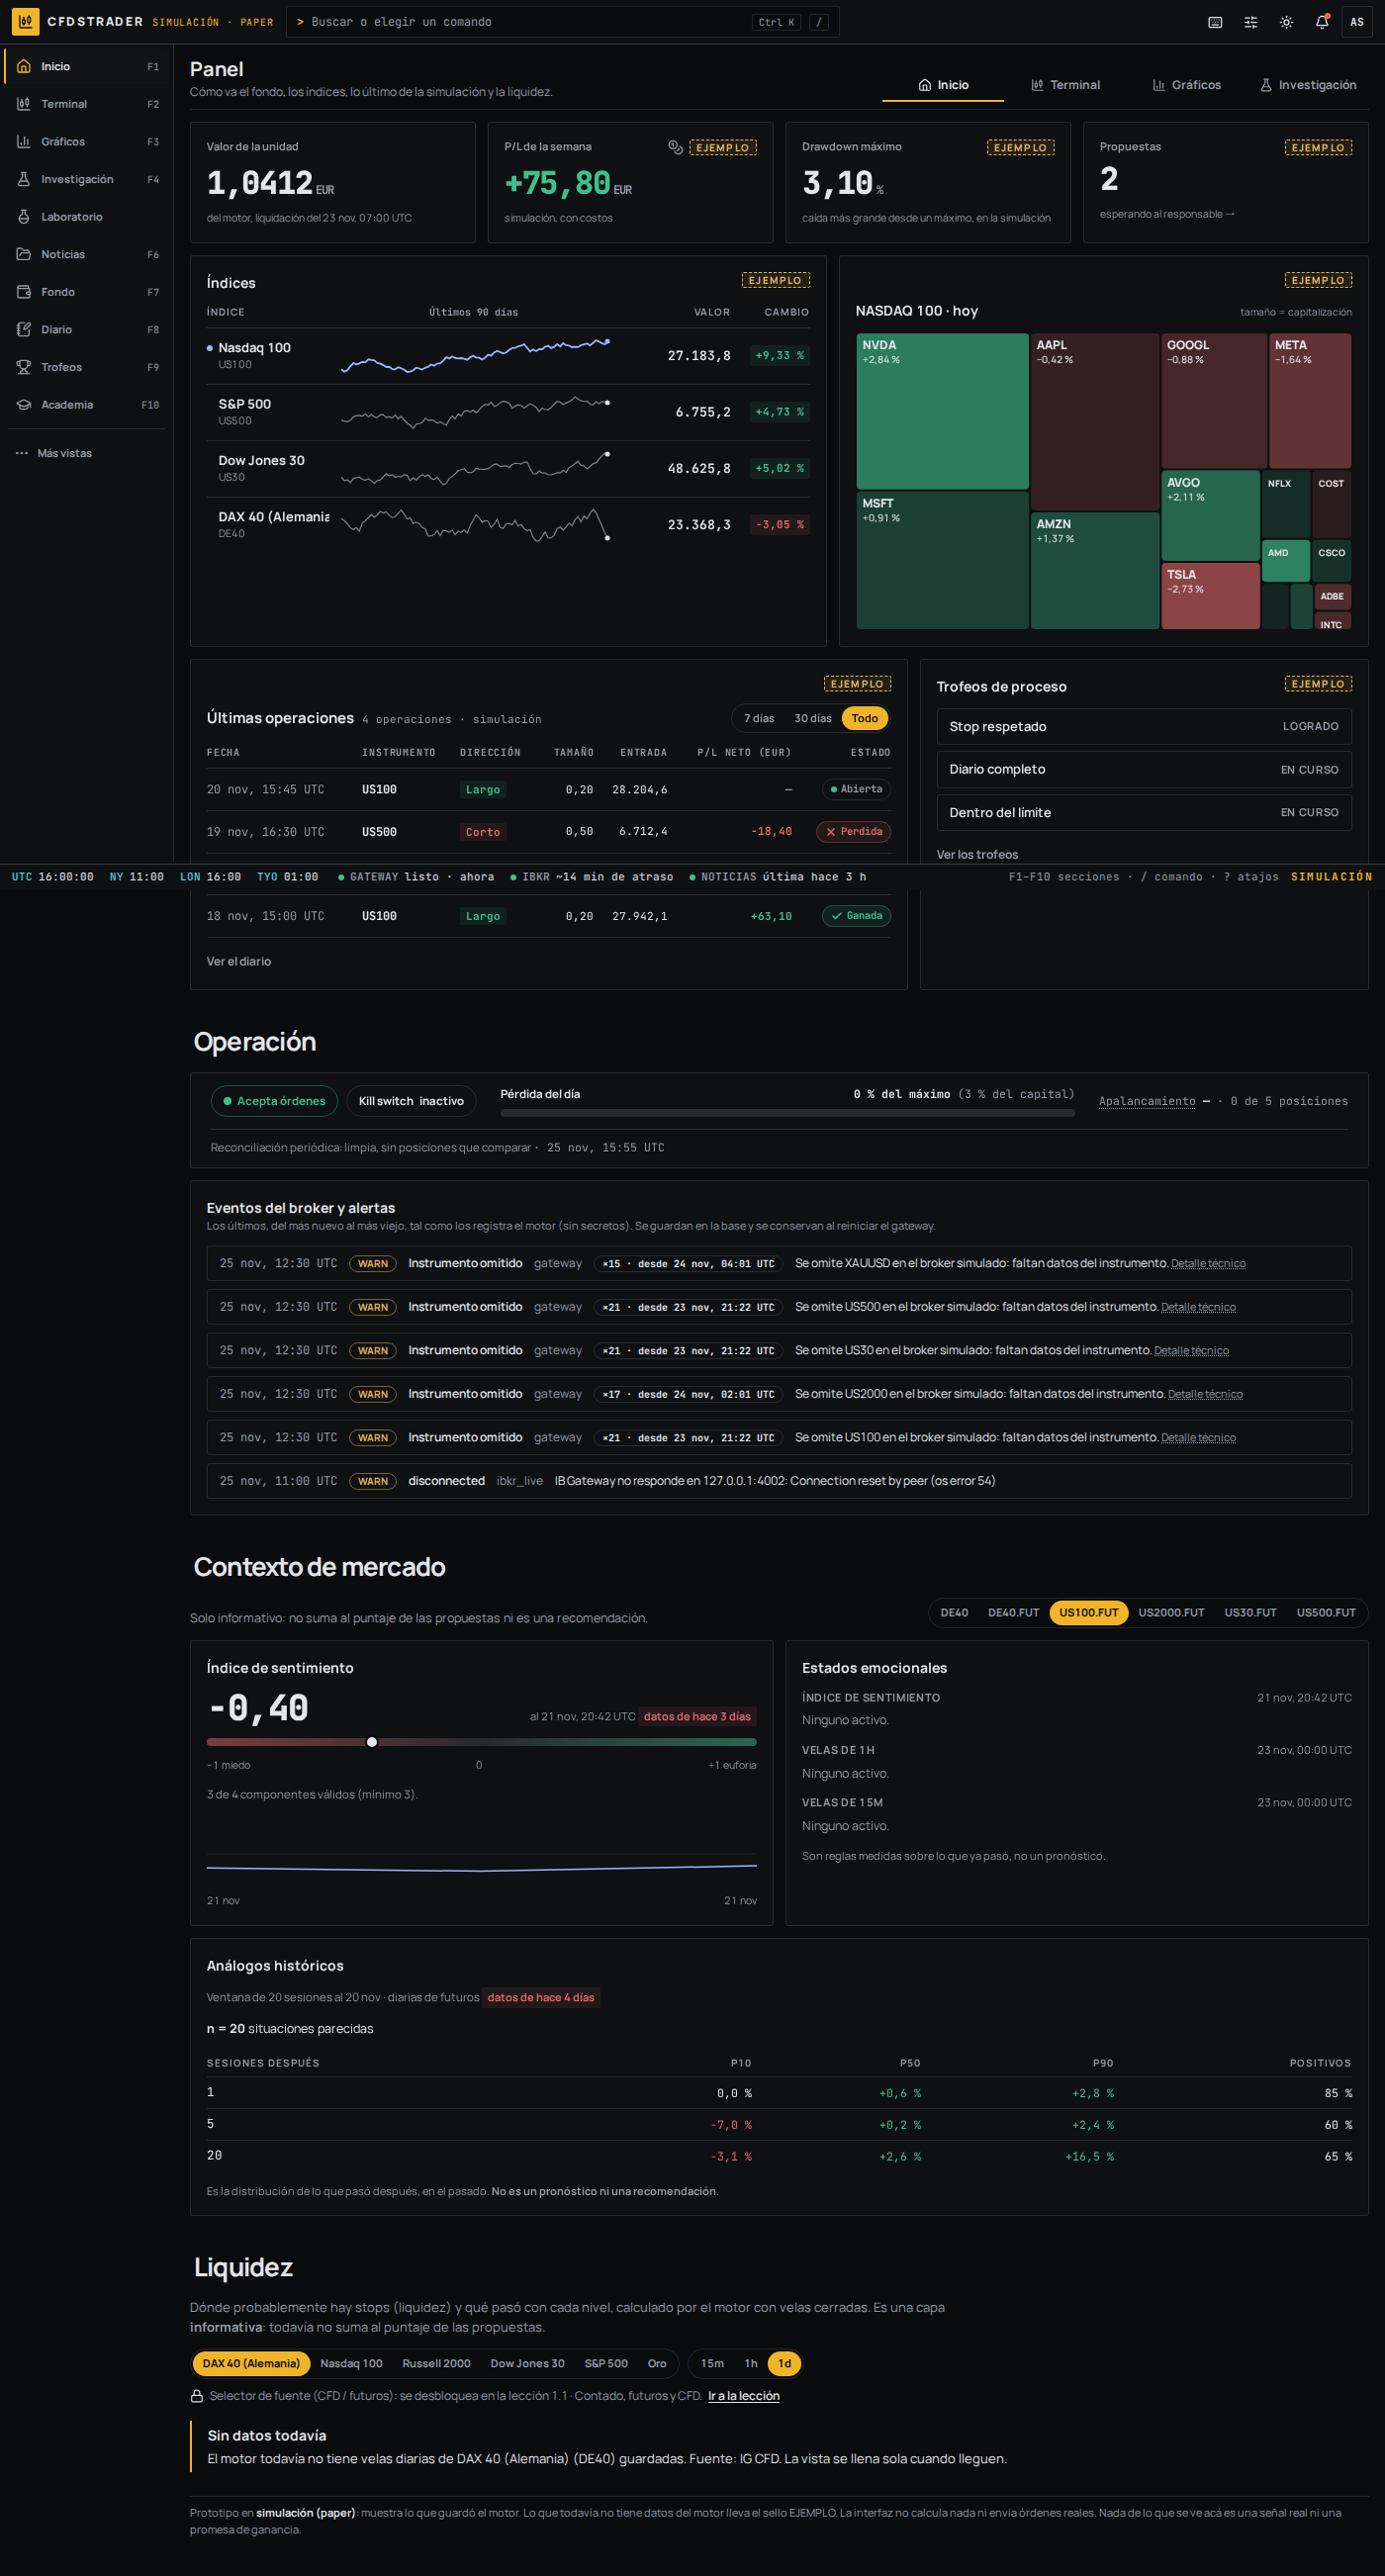 CFDSTRADER SIMULACIÓN · PAPER > Buscar o elegir un comando Ctrl K / AS
Inicio F1
Terminal F2
Gráficos F3
Investigación F4
Laboratorio
Noticias F6
Fondo F7
Diario F8
Trofeos F9
Academia F10
Más vistas
Panel
Cómo va el fondo, los índices, lo último de la simulación y la liquidez.
Inicio Terminal Gráficos Investigación
Valor de la unidad
1,0412 EUR
del motor, liquidación del 23 nov, 07:00 UTC
P/L de la semana EJEMPLO
+75,80 EUR
simulación, con costos
Drawdown máximo EJEMPLO
3,10 %
caída más grande desde un máximo, en la simulación
Propuestas EJEMPLO
2
esperando al responsable →
Índices EJEMPLO
ÍNDICE Últimos 90 días VALOR CAMBIO
Nasdaq 100 27.183,8 +9,33 %
US100
S&P 500 6.755,2 +4,73 %
US500
Dow Jones 30 48.625,8 +5,02 %
US30
DAX 40 (Alemania 23.368,3 -3,05 %
DE40
EJEMPLO
NASDAQ 100 · hoy tamaño = capitalización
NVDA
+2,84 %
AAPL
−0,42 %
GOOGL
−0,88 %
META
−1,64 %
MSFT
+0,91 %
AMZN
+1,37 %
AVGO
+2,11 %
NFLX
COST
AMD
CSCO
TSLA
−2,73 %
ADBE
INTC
EJEMPLO
Últimas operaciones 4 operaciones · simulación 7 días 30 días Todo
FECHA INSTRUMENTO DIRECCIÓN TAMAÑO ENTRADA P/L NETO (EUR) ESTADO
20 nov, 15:45 UTC US100 Largo 0,20 28.204,6 — Abierta
19 nov, 16:30 UTC US500 Corto 0,50 6.712,4 -18,40 Perdida
18 nov, 15:00 UTC US100 Largo 0,20 27.942,1 +63,10 Ganada
Ver el diario
Trofeos de proceso EJEMPLO
Stop respetado LOGRADO
Diario completo EN CURSO
Dentro del límite EN CURSO
Ver los trofeos
UTC 16:00:00 NY 11:00 LON 16:00 TYO 01:00 GATEWAY listo · ahora IBKR ~14 min de atraso NOTICIAS última hace 3 h F1–F10 secciones · / comando · ? atajos SIMULACIÓN
Operación
Acepta órdenes Kill switch inactivo Pérdida del día 0 % del máximo (3 % del capital) Apalancamiento — · 0 de 5 posiciones
Reconciliación periódica: limpia, sin posiciones que comparar · 25 nov, 15:55 UTC
Eventos del broker y alertas
Los últimos, del más nuevo al más viejo, tal como los registra el motor (sin secretos). Se guardan en la base y se conservan al reiniciar el gateway.
25 nov, 12:30 UTC WARN Instrumento omitido gateway ×15 · desde 24 nov, 04:01 UTC Se omite XAUUSD en el broker simulado: faltan datos del instrumento. Detalle técnico
25 nov, 12:30 UTC WARN Instrumento omitido gateway ×21 · desde 23 nov, 21:22 UTC Se omite US500 en el broker simulado: faltan datos del instrumento. Detalle técnico
25 nov, 12:30 UTC WARN Instrumento omitido gateway ×21 · desde 23 nov, 21:22 UTC Se omite US30 en el broker simulado: faltan datos del instrumento. Detalle técnico
25 nov, 12:30 UTC WARN Instrumento omitido gateway ×17 · desde 24 nov, 02:01 UTC Se omite US2000 en el broker simulado: faltan datos del instrumento. Detalle técnico
25 nov, 12:30 UTC WARN Instrumento omitido gateway ×21 · desde 23 nov, 21:22 UTC Se omite US100 en el broker simulado: faltan datos del instrumento. Detalle técnico
25 nov, 11:00 UTC WARN disconnected ibkr_live IB Gateway no responde en 127.0.0.1:4002: Connection reset by peer (os error 54)
Contexto de mercado
Solo informativo: no suma al puntaje de las propuestas ni es una recomendación. DE40 DE40.FUT US100.FUT US2000.FUT US30.FUT US500.FUT
Índice de sentimiento
-0,40 al 21 nov, 20:42 UTC datos de hace 3 días
−1 miedo 0 +1 euforia
3 de 4 componentes válidos (mínimo 3).
21 nov 21 nov
Estados emocionales
ÍNDICE DE SENTIMIENTO 21 nov, 20:42 UTC
Ninguno activo.
VELAS DE 1H 23 nov, 00:00 UTC
Ninguno activo.
VELAS DE 15M 23 nov, 00:00 UTC
Ninguno activo.
Son reglas medidas sobre lo que ya pasó, no un pronóstico.
Análogos históricos
Ventana de 20 sesiones al 20 nov · diarias de futuros datos de hace 4 días
n = 20 situaciones parecidas
SESIONES DESPUÉS P10 P50 P90 POSITIVOS
1 0,0 % +0,6 % +2,8 % 85 %
5 -7,0 % +0,2 % +2,4 % 60 %
20 -3,1 % +2,6 % +16,5 % 65 %
Es la distribución de lo que pasó después, en el pasado. No es un pronóstico ni una recomendación.
Liquidez
Dónde probablemente hay stops (liquidez) y qué pasó con cada nivel, calculado por el motor con velas cerradas. Es una capa
informativa: todavía no suma al puntaje de las propuestas.
DAX 40 (Alemania) Nasdaq 100 Russell 2000 Dow Jones 30 S&P 500 Oro 15m 1h 1d
Selector de fuente (CFD / futuros): se desbloquea en la lección 1.1 · Contado, futuros y CFD. Ir a la lección
Sin datos todavía
El motor todavía no tiene velas diarias de DAX 40 (Alemania) (DE40) guardadas. Fuente: IG CFD. La vista se llena sola cuando lleguen.
Prototipo en simulación (paper): muestra lo que guardó el motor. Lo que todavía no tiene datos del motor lleva el sello EJEMPLO. La interfaz no calcula nada ni envía órdenes reales. Nada de lo que se ve acá es una señal real ni una
promesa de ganancia.